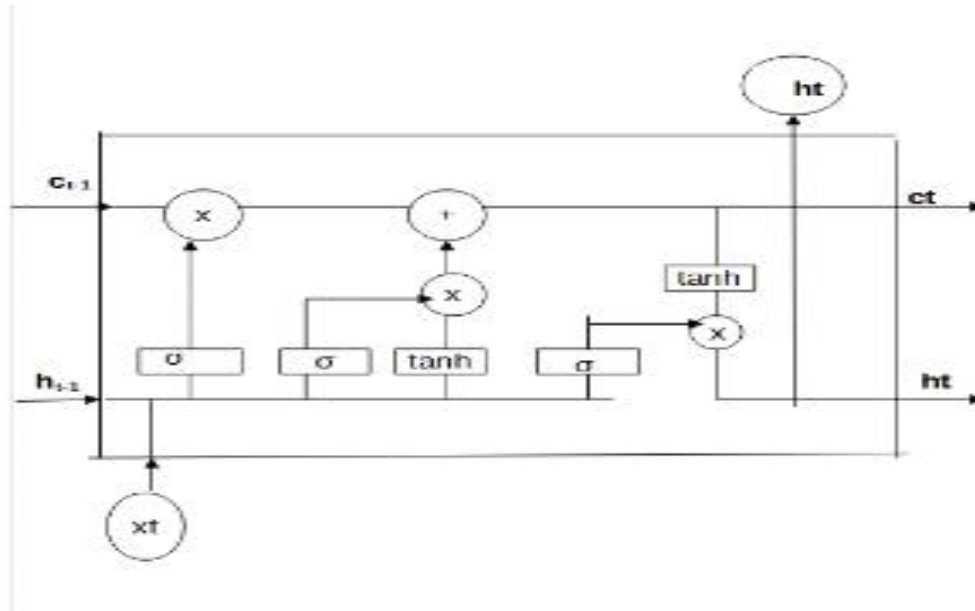 ht
cₜ₋₁
ct
x
+
tanh
x
x
σ
σ
tanh
σ
hₜ₋₁
ht
xt